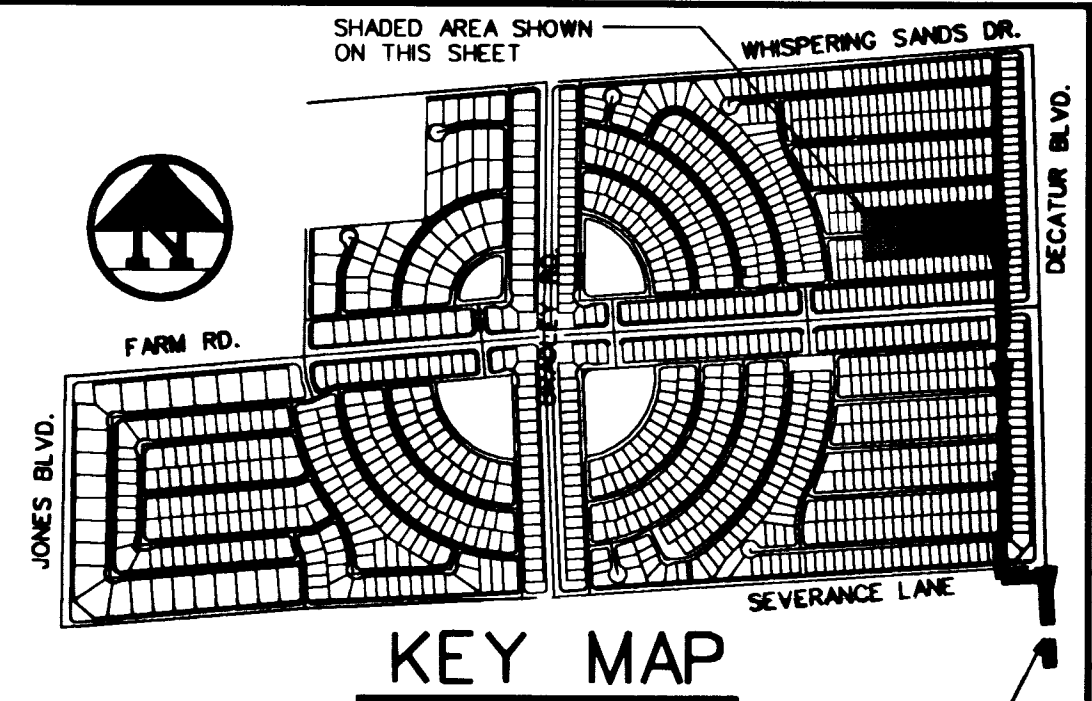 SHADED AREA SHOWN
ON THIS SHEET
WHISPERING SANDS DR.
DECATUR BLVD.
N
FARM RD.
JONES BLVD.
SEVERANCE LANE
KEY MAP